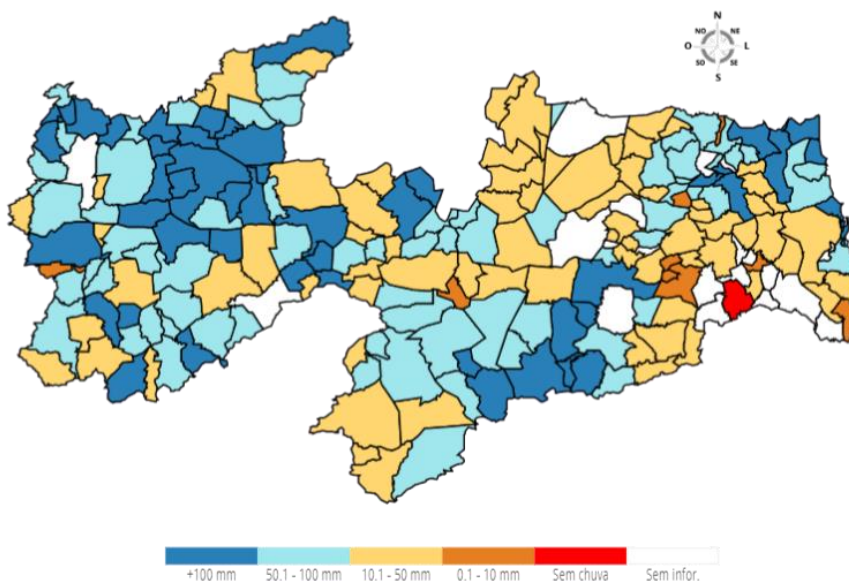 N
NO NE
O L
SO SE
S
+100 mm 50.1 - 100 mm 10.1 - 50 mm 0.1 - 10 mm Sem chuva Sem infor.